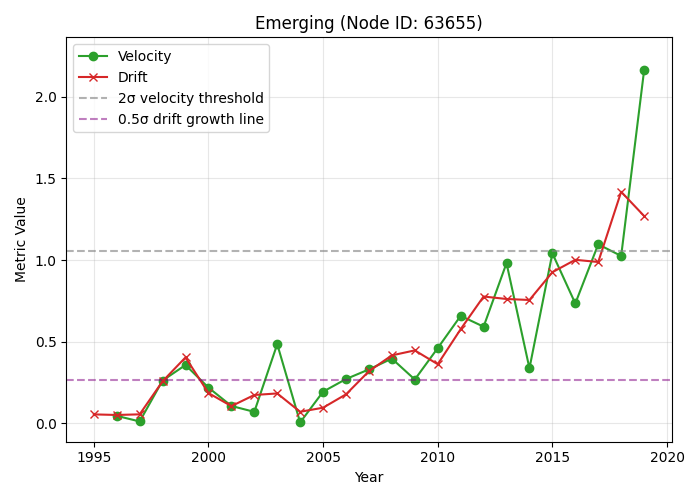 Emerging (Node ID: 63655)
Velocity
Drift
2σ velocity threshold
0.5σ drift growth line
Metric Value
2.0
1.5
1.0
0.5
0.0
1995
2000
2005
2010
2015
2020
Year